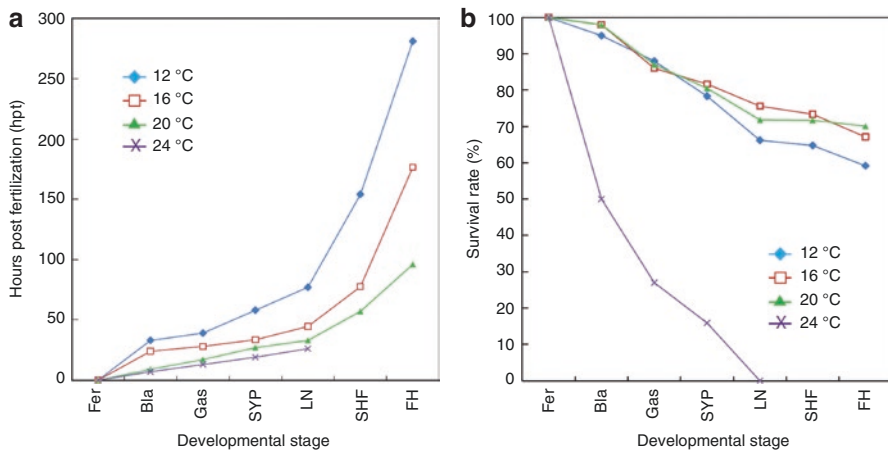 a
300
250
200
150
100
50
0
Hours post fertilization (hpt)
12 °C
16 °C
20 °C
24 °C
Fer
Bla
Gas
SYP
LN
SHF
FH
Developmental stage
b
100
90
80
70
60
50
40
30
20
10
0
Survival rate (%)
12 °C
16 °C
20 °C
24 °C
Fer
Bla
Gas
SYP
LN
SHF
FH
Developmental stage